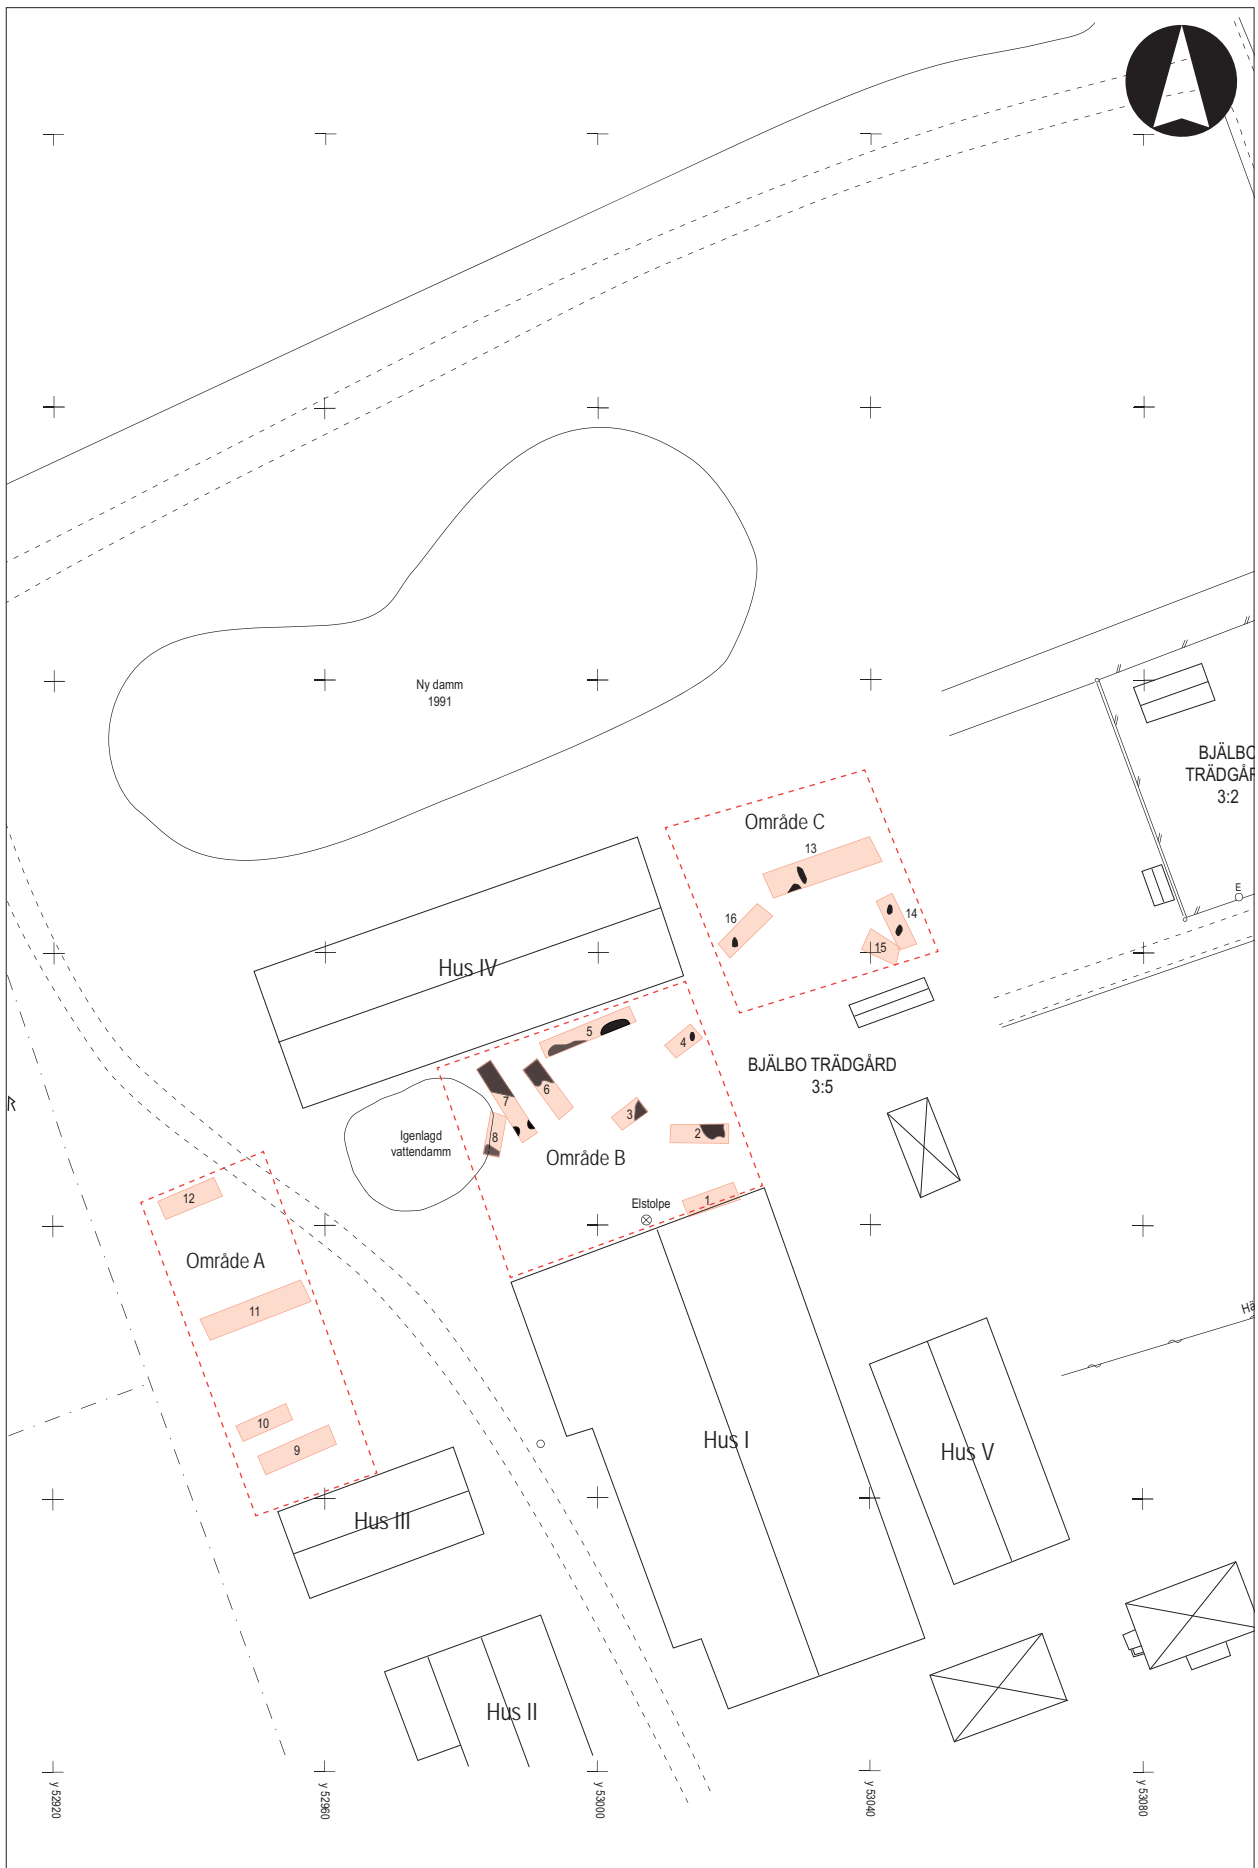 Ny damm
1991
BJÄLBO
3:2
Område C
13
14
16
15
Hus IV
5
4
BJÄLBO TRÄDGÅRD
3:5
6
7
3
8
2
Igenlagd
vattendamm
Område B
12
1
Elstolpe
Område A
11
10
9
Hus I
Hus V
Hus III
Hus II
E
y 52920
y 52960
y 53000
y 53040
y 53080